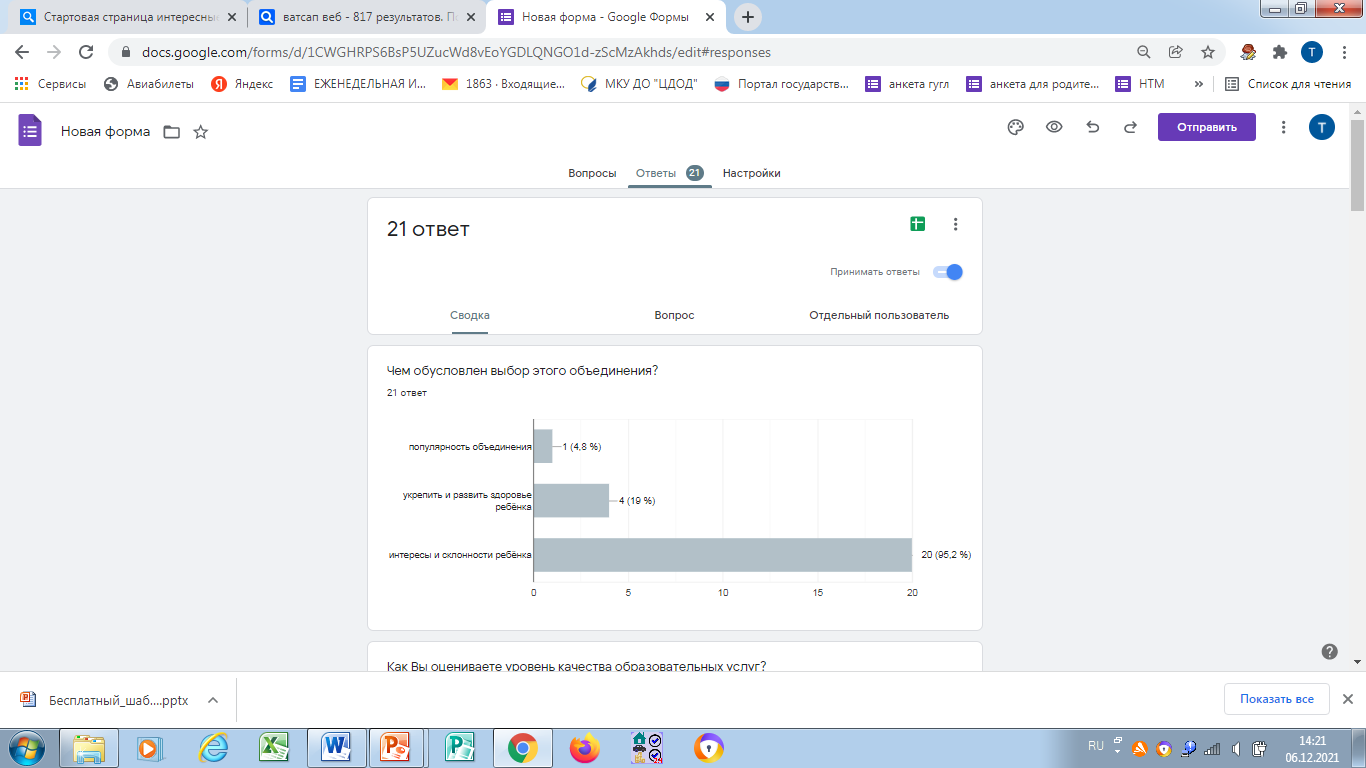 Стартовая страница интересны
ватсап веб - 817 результатов. П
Новая форма - Google Формы
docs.google.com/forms/d/1CWGHRPS6BsP5UZucWd8vEoYGDLQNGO1d-zScMzAkhds/edit#responses
T
Сервисы
Авиабилеты
Яндекс
ЕЖЕНЕДЕЛЬНАЯ И...
1863 · Входящие...
МКУ ДО "ЦДОД"
Портал государств...
анкета гугл
анкета для родите...
НТМ
»
Список для чтения
Новая форма
Отправить
T
Вопросы
Ответы 21
Настройки
21 ответ
Принимать ответы
Сводка
Вопрос
Отдельный пользователь
Чем обусловлен выбор этого объединения?
21 ответ
популярность объединения
1 (4,8 %)
укрепить и развить здоровье
ребёнка
4 (19 %)
интересы и склонности ребёнка
20 (95,2 %)
0 5 10 15 20
Как Вы оцениваете уровень качества образовательных услуг?
Бесплатный_шаб....pptx
Показать все
RU
14:21
06.12.2021